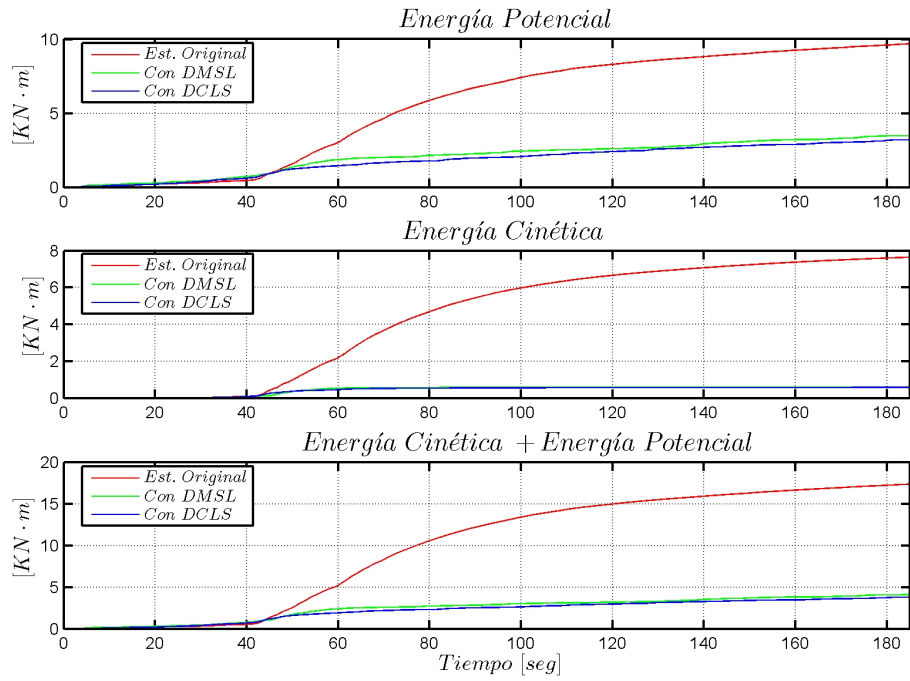 Energía Potencial
[KN · m]
10
5
0
Est. Original
Con DMSL
Con DCLS
0 20 40 60 80 100 120 140 160 180
Energía Cinética
[KN · m]
8
6
4
2
0
Est. Original
Con DMSL
Con DCLS
0 20 40 60 80 100 120 140 160 180
Energía Cinética + Energía Potencial
[KN · m]
20
15
10
5
0
Est. Original
Con DMSL
Con DCLS
0 20 40 60 80 100 120 140 160 180
Tiempo [seg]